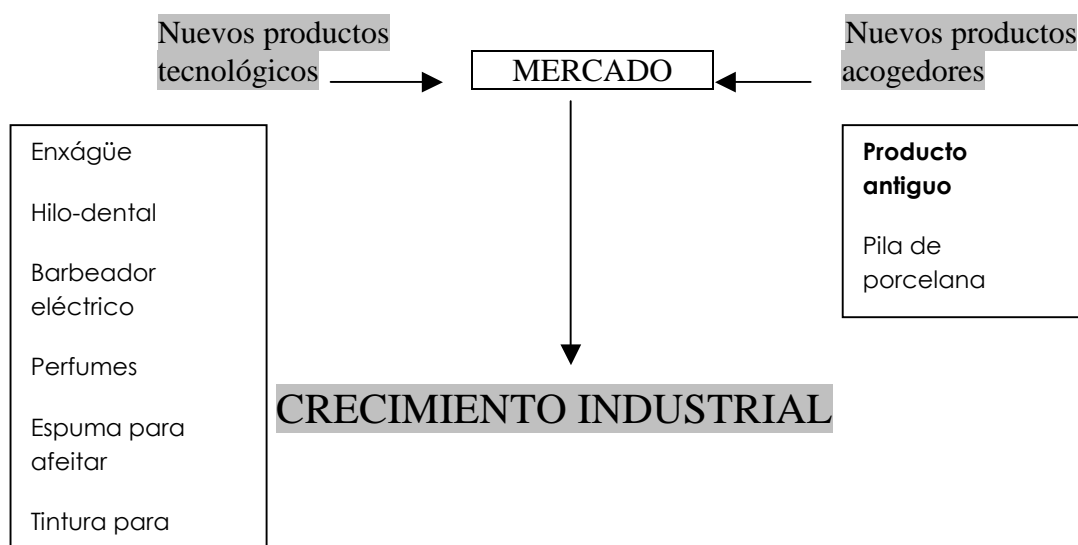 Nuevos productos
tecnológicos
MERCADO
Nuevos productos
acogedores
Enxágüe
Hilo-dental
Barbeador
eléctrico
Perfumes
Espuma para
afeitar
Tintura para
Producto
antiguo
Pila de
porcelana
CRECIMIENTO INDUSTRIAL